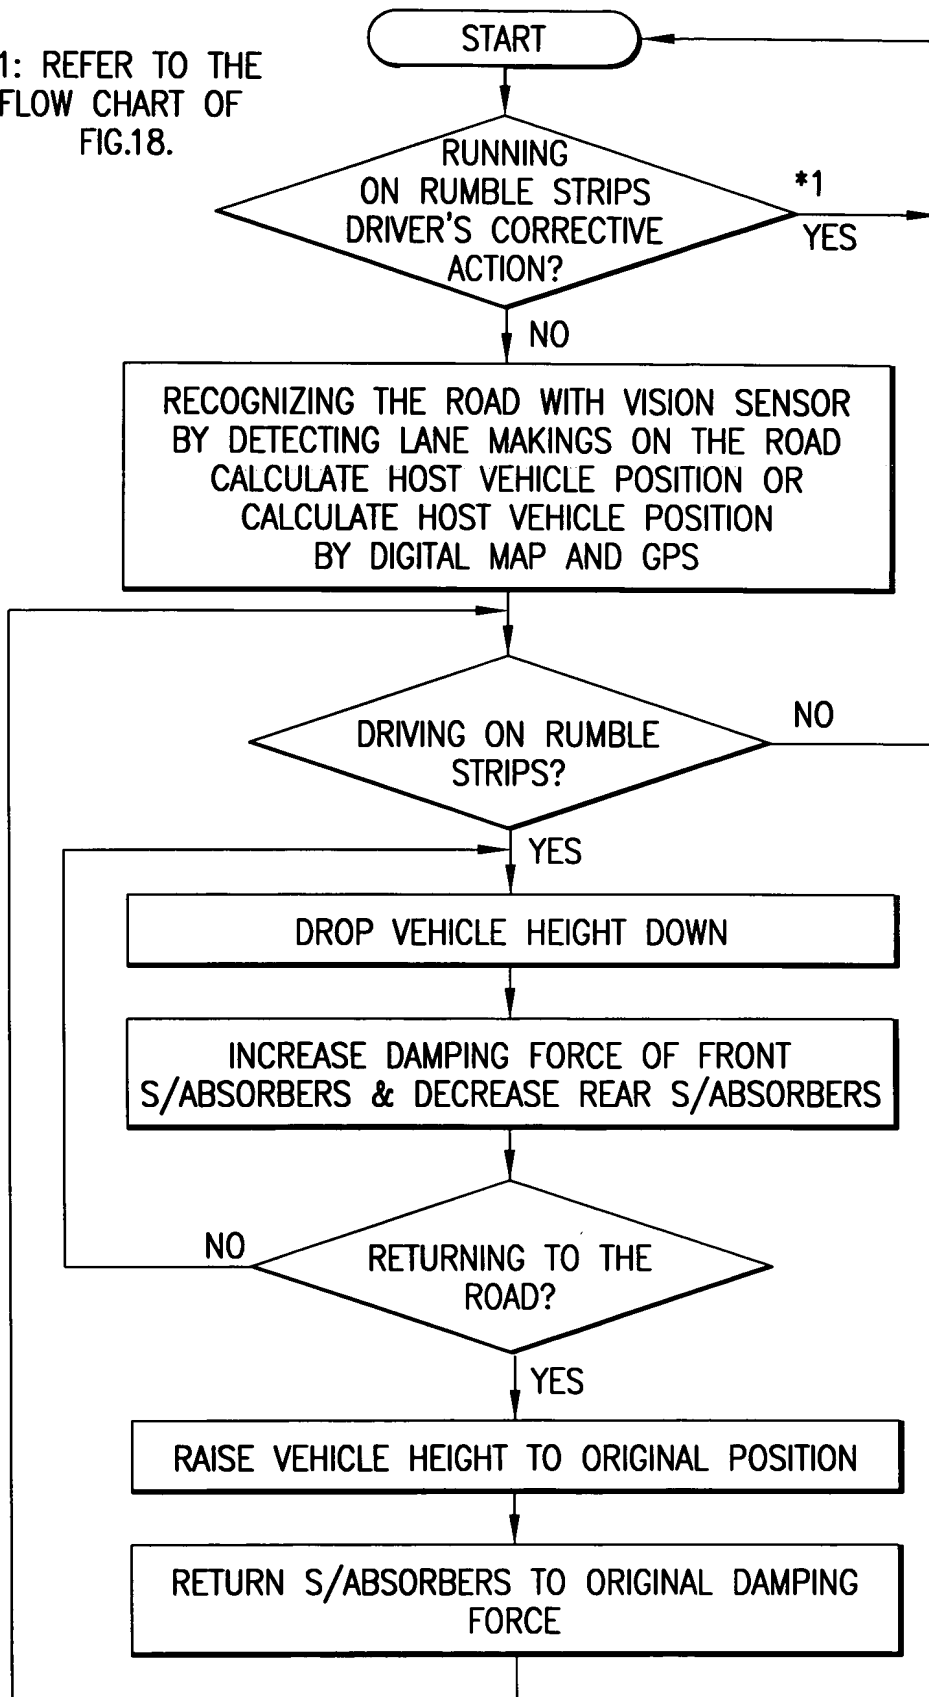 START
1: REFER TO THE
FLOW CHART OF
FIG.18.
RUNNING
ON RUMBLE STRIPS
DRIVER'S CORRECTIVE
ACTION?
*1
YES
NO
RECOGNIZING THE ROAD WITH VISION SENSOR
BY DETECTING LANE MAKINGS ON THE ROAD
CALCULATE HOST VEHICLE POSITION OR
CALCULATE HOST VEHICLE POSITION
BY DIGITAL MAP AND GPS
DRIVING ON RUMBLE
STRIPS?
NO
YES
DROP VEHICLE HEIGHT DOWN
INCREASE DAMPING FORCE OF FRONT
S/ABSORBERS & DECREASE REAR S/ABSORBERS
RETURNING TO THE
ROAD?
NO
YES
RAISE VEHICLE HEIGHT TO ORIGINAL POSITION
RETURN S/ABSORBERS TO ORIGINAL DAMPING
FORCE